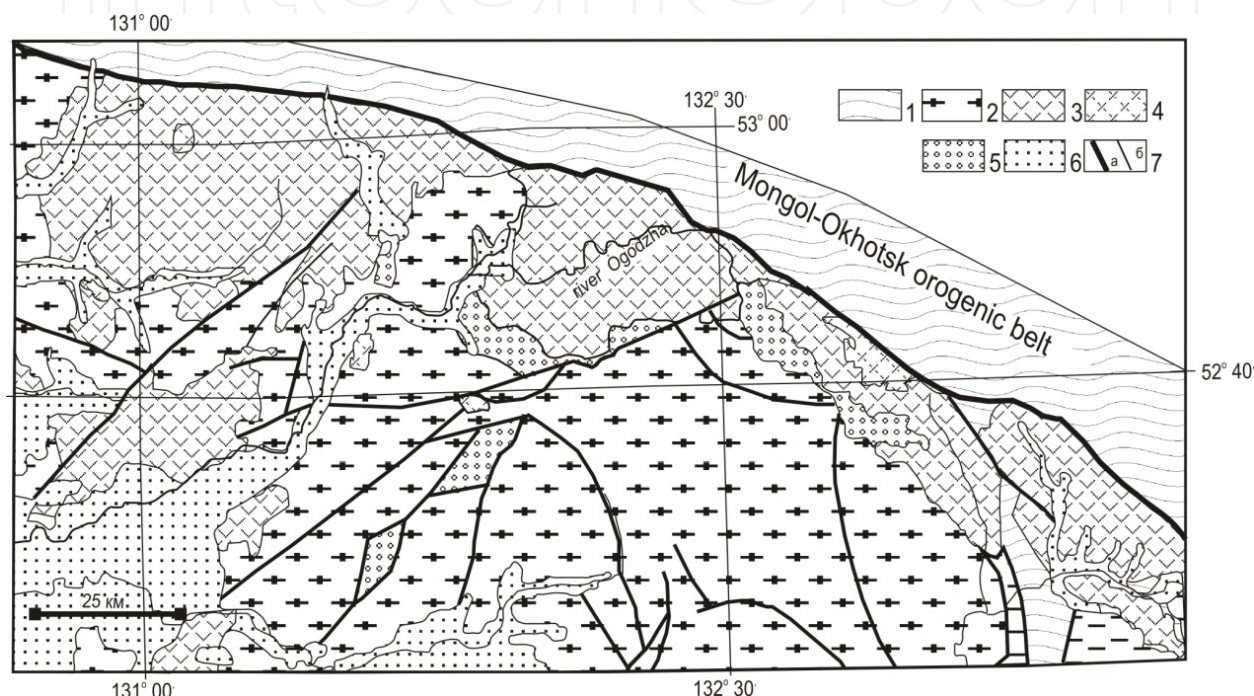 131° 00'
132° 30'
53° 00'
1
2
3
4
5
6
а
б
7
Mongol-Okhotsk orogenic belt
river Ogodzha
52° 40'
25 км
131° 00'
132° 30'